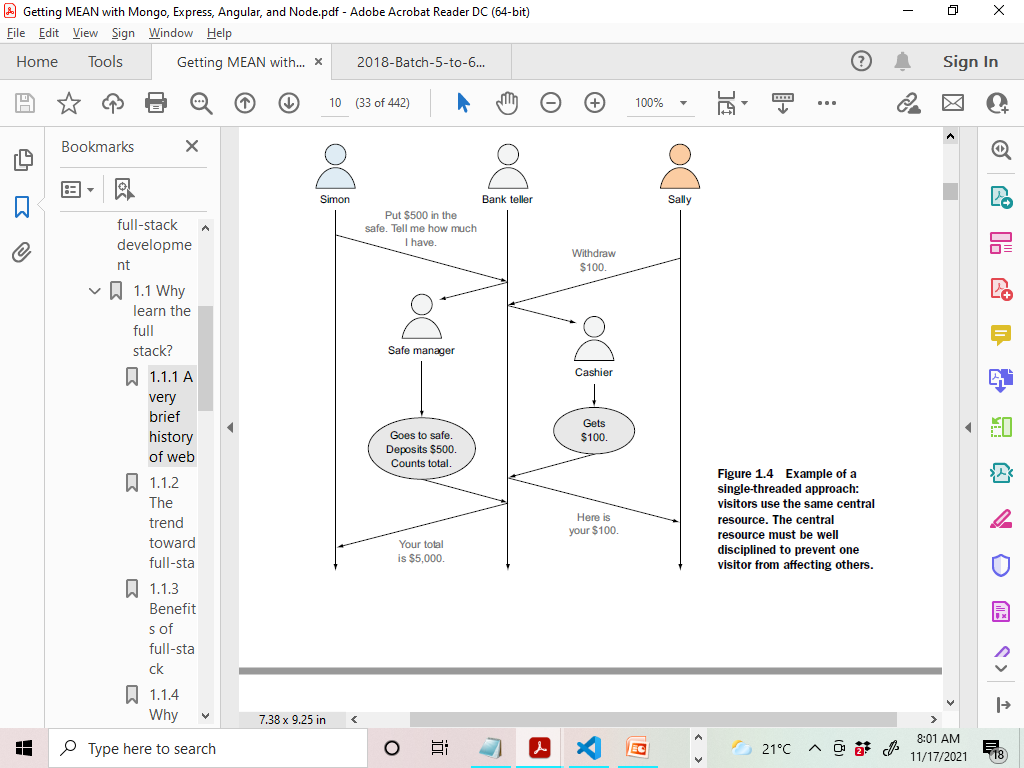 Getting MEAN with Mongo, Express, Angular, and Node.pdf - Adobe Acrobat Reader DC (64-bit)
File Edit View Sign Window Help
Home Tools Getting MEAN with... × 2018-Batch-5-to-6... ? Sign In
10 (33 of 442) 100%
Bookmarks
full-stack
developme
nt
1.1 Why
learn the
full
stack?
1.1.1 A
very
brief
history
of web
1.1.2
The
trend
toward
full-sta
1.1.3
Benefit
s of
full-sta
ck
1.1.4
Why
Simon
Bank teller
Sally
Put $500 in the
safe. Tell me how much
I have.
Withdraw
$100.
Safe manager
Cashier
Goes to safe.
Deposits $500.
Counts total.
Gets
$100.
Here is
your $100.
Your total
is $5,000.
Figure 1.4 Example of a
single-threaded approach:
visitors use the same central
resource. The central
resource must be well
disciplined to prevent one
visitor from affecting others.
7.38 x 9.25 in
Type here to search
21°C
2
8:01 AM
11/17/2021
18